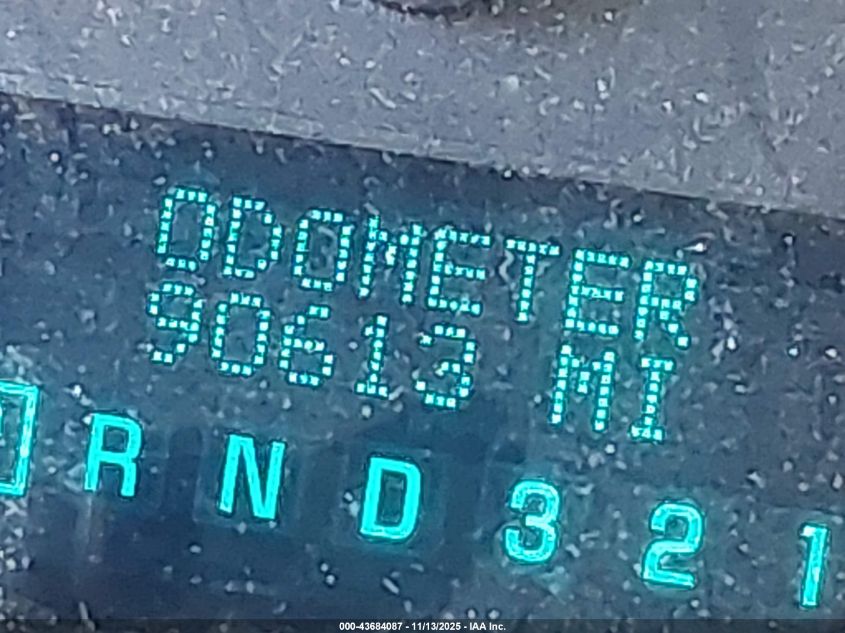 ODOMETER
90613 MI
R N D 3 2 1
000-43684087 - 11/13/2025 - IAA Inc.